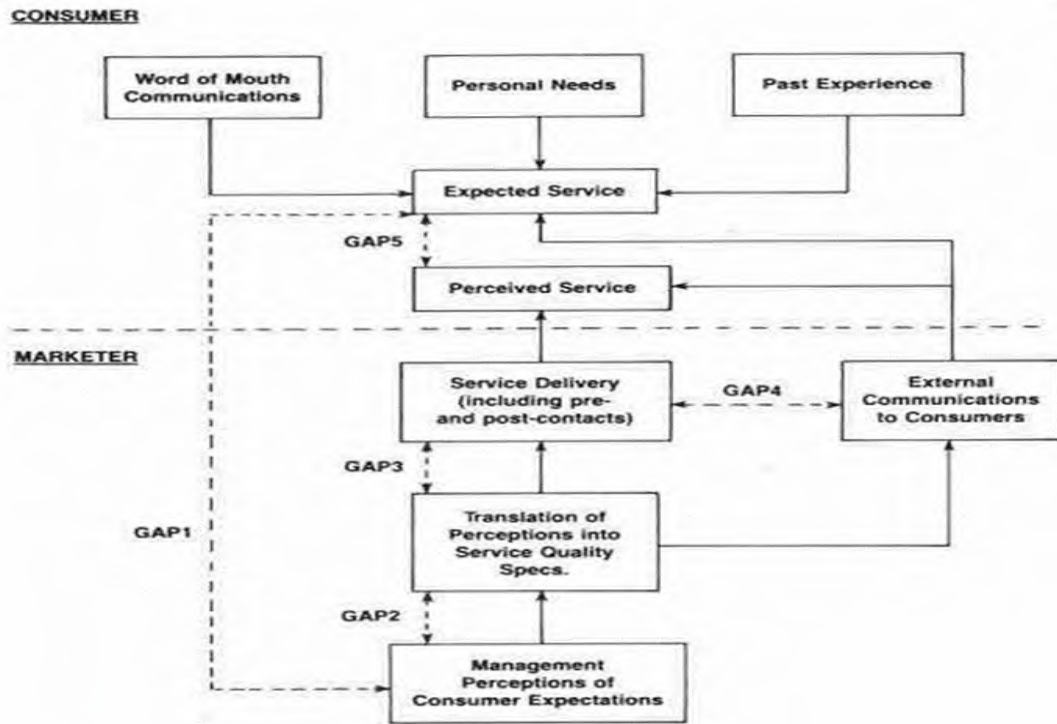 CONSUMER
Word of Mouth
Communications
Personal Needs
Past Experience
Expected Service
GAP5
Perceived Service
MARKETER
Service Delivery
(including pre-
and post-contacts)
GAP4
External
Communications
to Consumers
GAP3
GAP1
Translation of
Perceptions into
Service Quality
Specs.
GAP2
Management
Perceptions of
Consumer Expectations